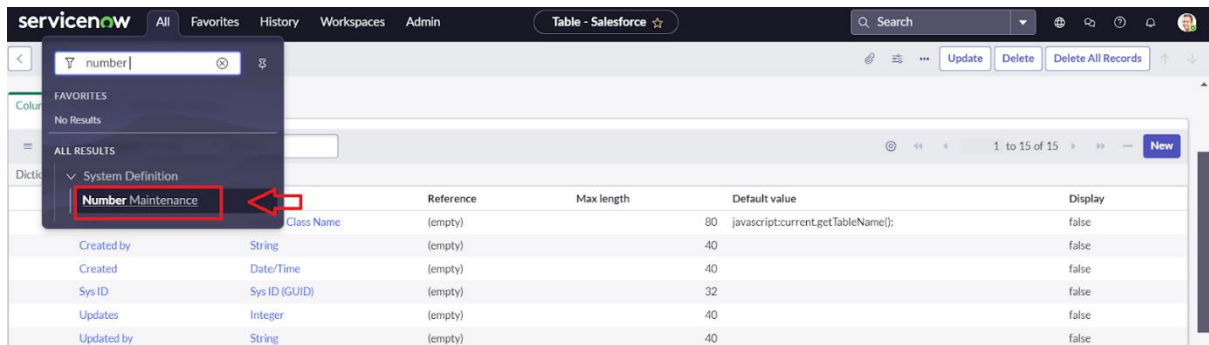 servicenow All Favorites History Workspaces Admin Table - Salesforce Search
number Update Delete Delete All Records
FAVORITES
Colu
No Results
ALL RESULTS 1 to 15 of 15 New
Dictio System Definition
Number Maintenance Reference Max length Default value Display
Class Name (empty) 80 javascript:current.getTableName(); false
Created by String (empty) 40 false
Created Date/Time (empty) 40 false
Sys ID Sys ID (GUID) (empty) 32 false
Updates Integer (empty) 40 false
Updated by String (empty) 40 false